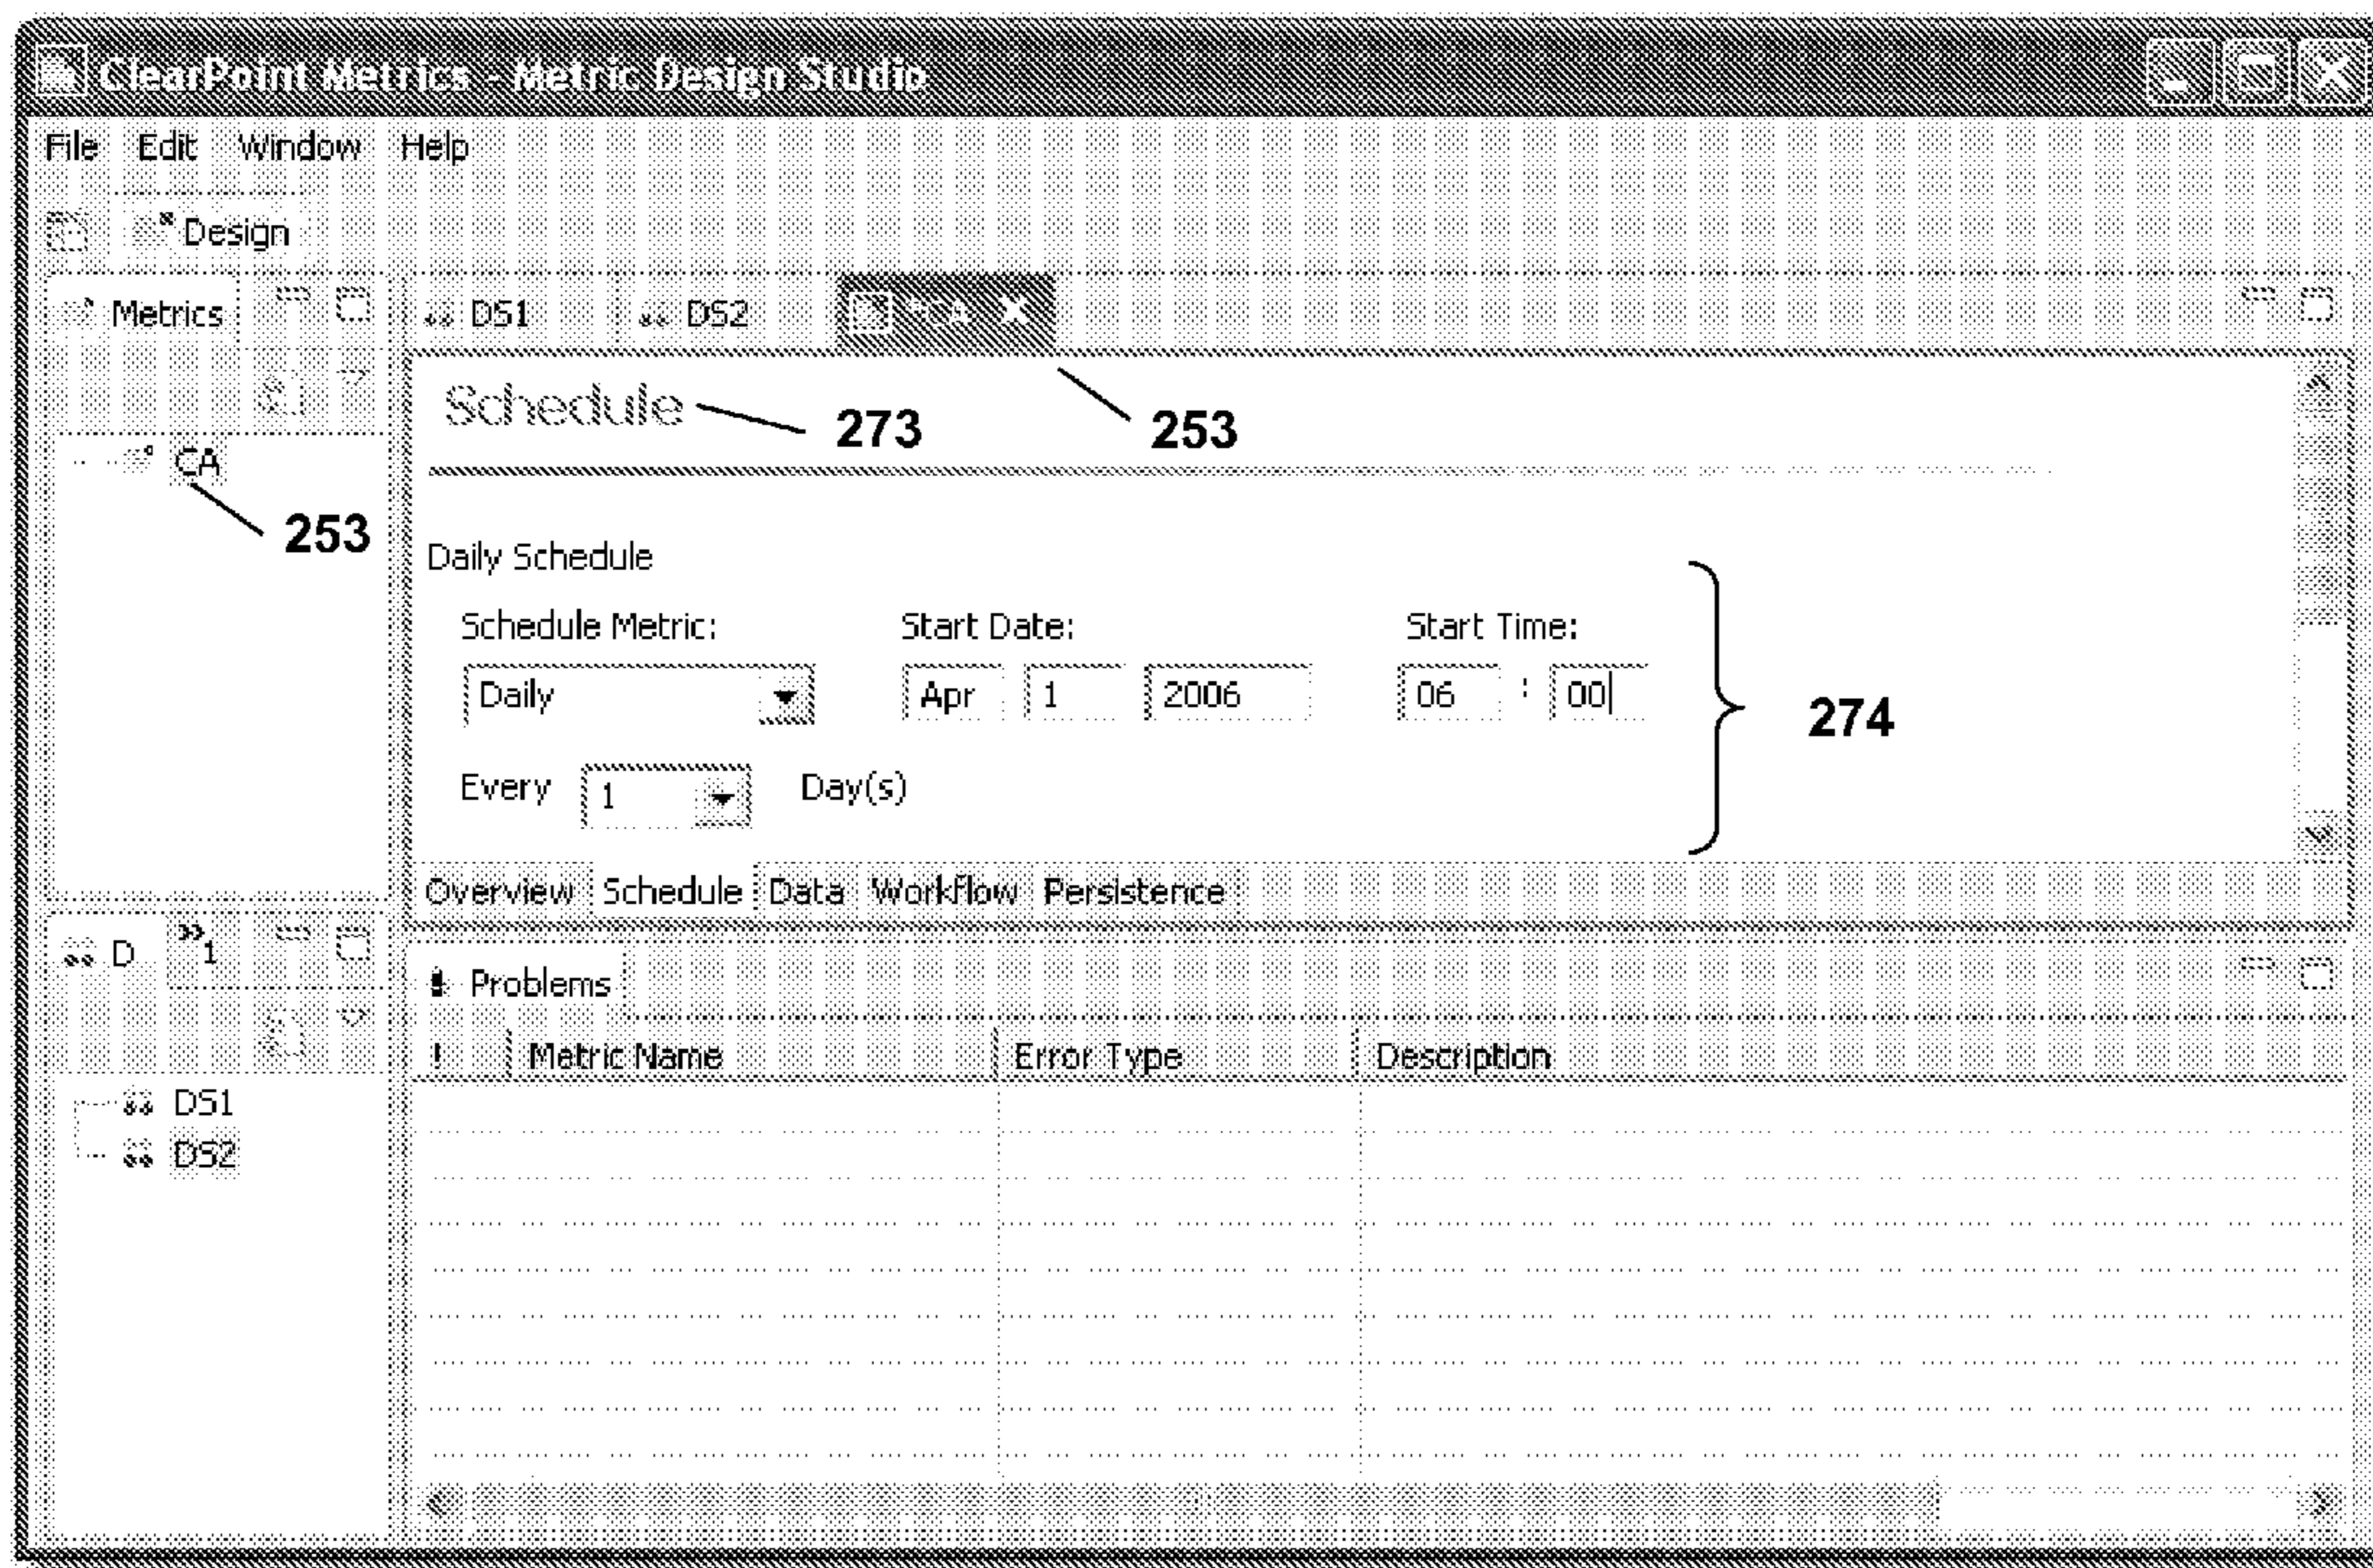 ClearPoint Metrics - Metric Design Studio
File Edit Window Help
Design
Metrics
DS1 DS2 *CA
Schedule 273 253
CA
253
Daily Schedule
Schedule Metric: Start Date: Start Time:
Daily Apr 1 2006 06 : 00
274
Every 1 Day(s)
Overview Schedule Data Workflow Persistence
D »1
! Problems
! Metric Name Error Type Description
DS1
DS2